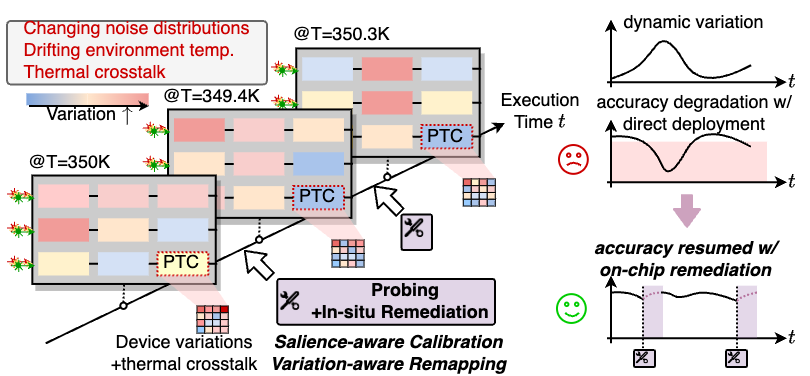 Changing noise distributions
Drifting environment temp.
Thermal crosstalk
Variation ↑
@T=350.3K
@T=349.4K
@T=350K
PTC
PTC
PTC
Execution
Time t
Probing
+In-situ Remediation
Device variations
+thermal crosstalk
Salience-aware Calibration
Variation-aware Remapping
dynamic variation
t
accuracy degradation w/
direct deployment
t
accuracy resumed w/
on-chip remediation
t